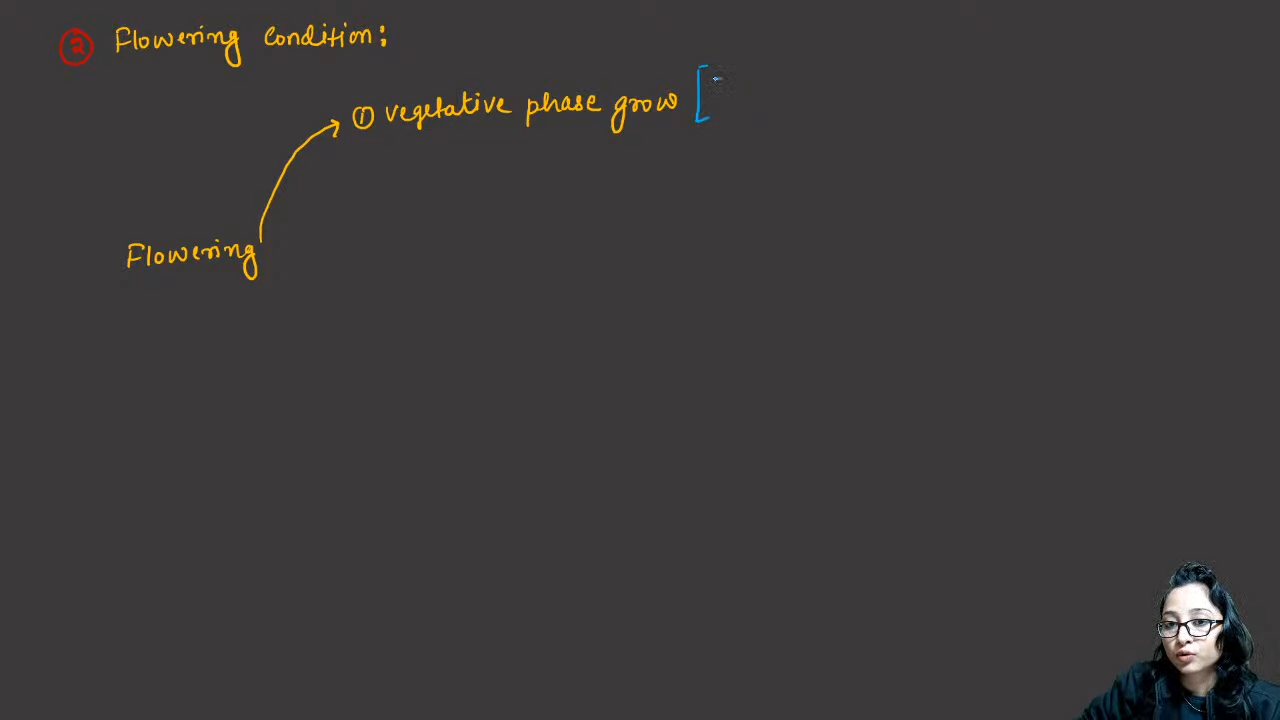 ② Flowering condition:
① vegetative phase grow [
Flowering